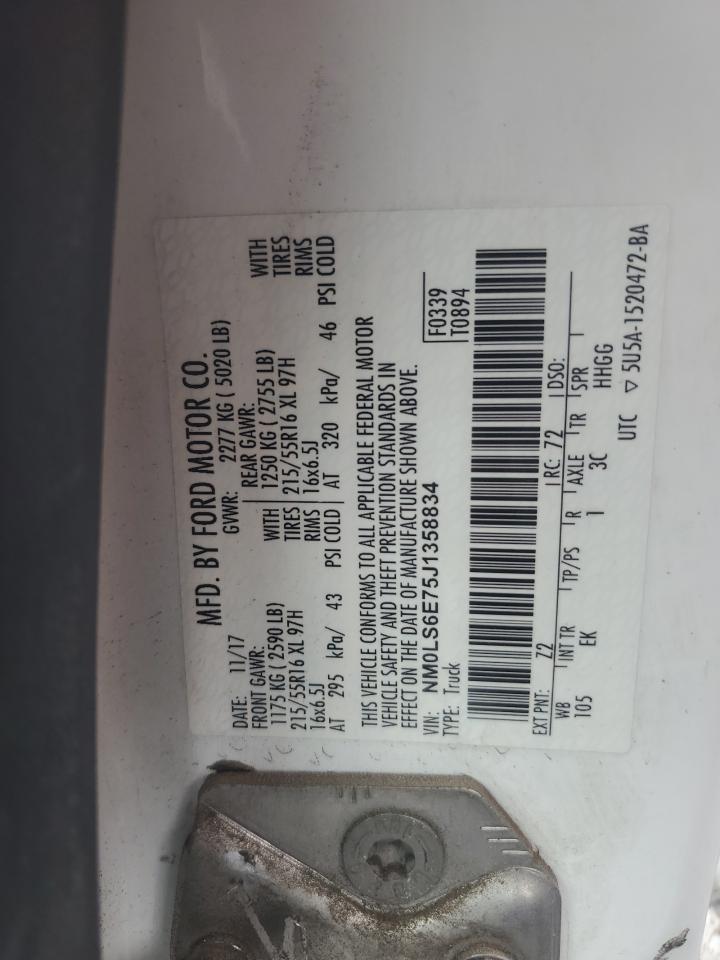 MFD. BY FORD MOTOR CO.
DATE: 11/17 GVWR: 2277 KG ( 5020 LB)
FRONT GAWR: REAR GAWR:
1175 KG ( 2590 LB) WITH 1250 KG ( 2755 LB) WITH
215/55R16 XL 97H TIRES 215/55R16 XL 97H TIRES
16x6.5J RIMS 16x6.5J RIMS
AT 295 kPa/ 43 PSI COLD AT 320 kPa/ 46 PSI COLD
THIS VEHICLE CONFORMS TO ALL APPLICABLE FEDERAL MOTOR
VEHICLE SAFETY AND THEFT PREVENTION STANDARDS IN
EFFECT ON THE DATE OF MANUFACTURE SHOWN ABOVE.
VIN: NM0LS6E75J1358834 F0339
TYPE: Truck T0894
EXT PNT: Z2 RC: 72 DSO:
WB INT TR TP/PS R AXLE TR SPR
105 EK 1 3C HHGG
UTC ▽ 5U5A-1520472-BA